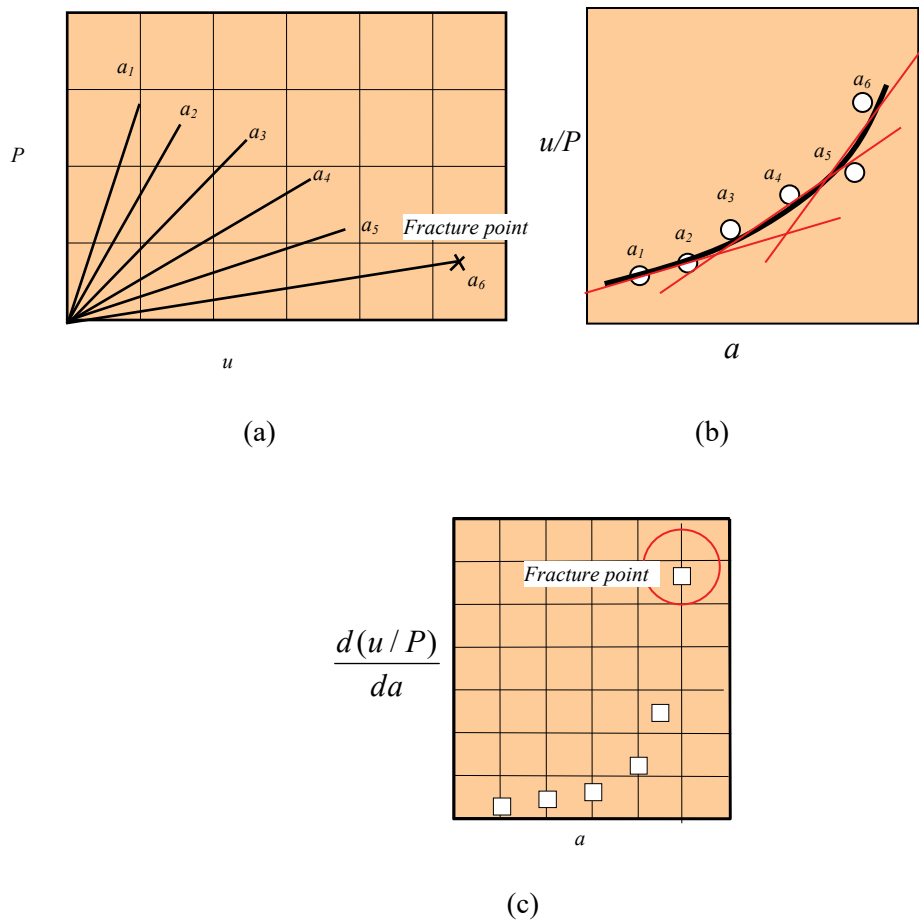 a1
a2
P
a3
a4
a5
Fracture point
a6
u
(a)
a6
u/P
a5
a4
a3
a2
a1
a
(b)
Fracture point
d(u / P)
da
a
(c)